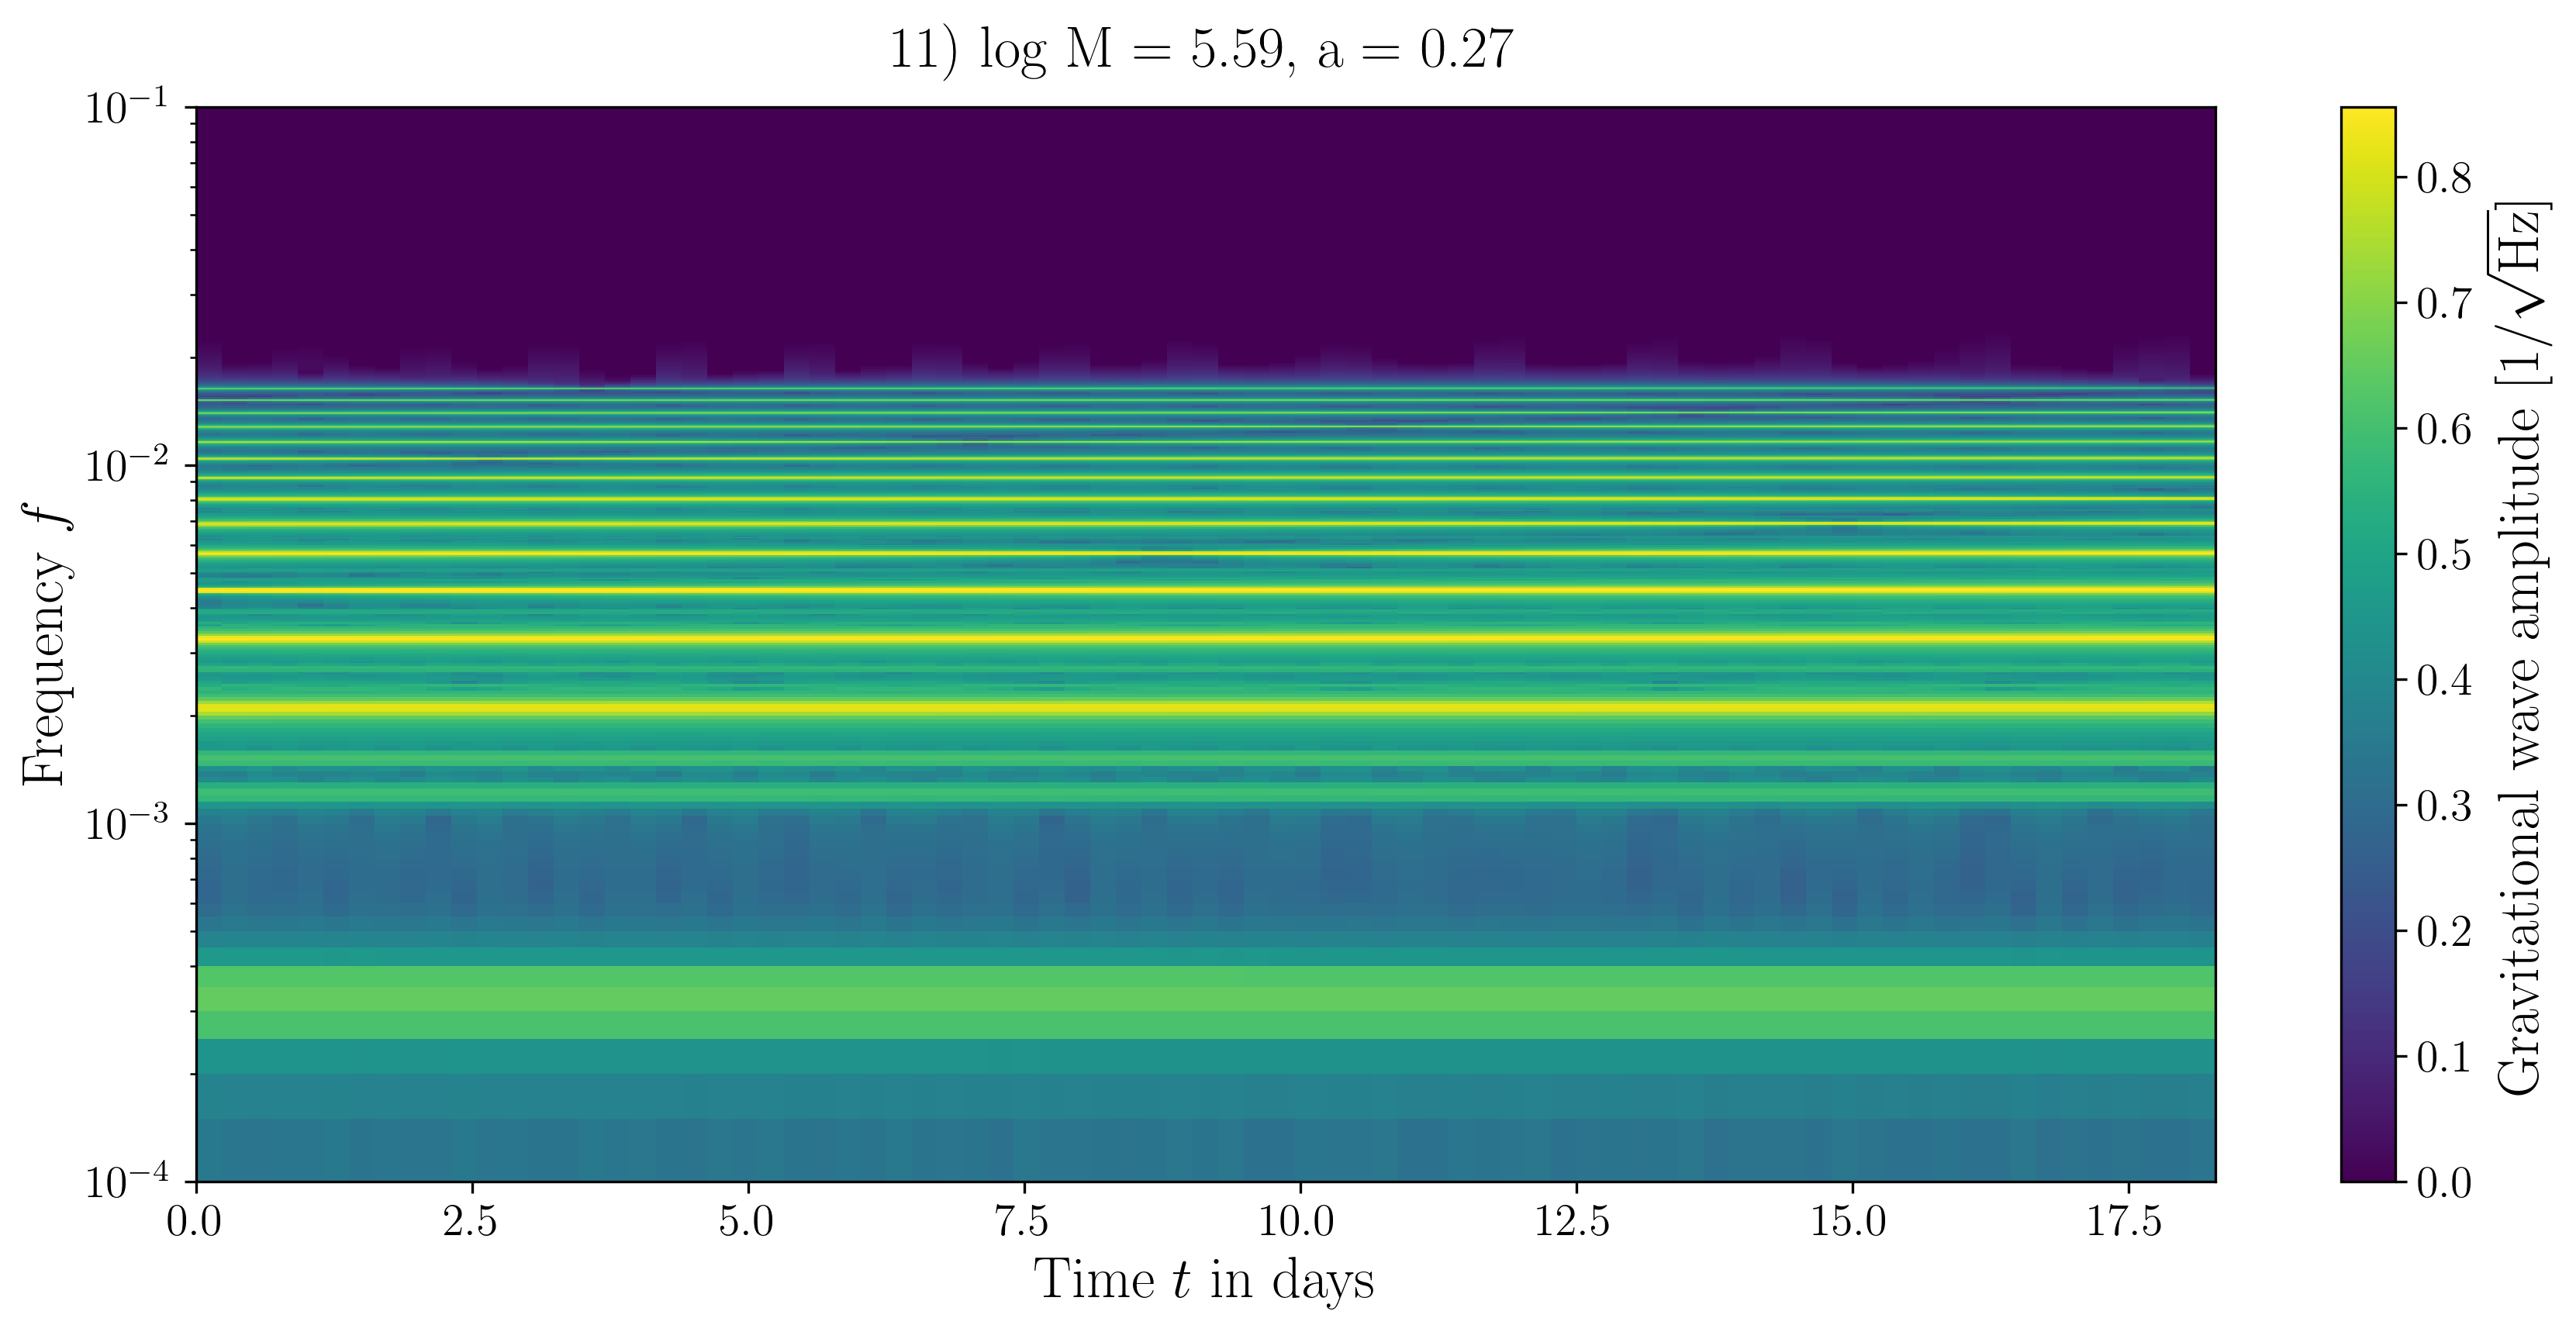 11) log M = 5.59, a = 0.27
Frequency f
10⁻¹
10⁻²
10⁻³
10⁻⁴
0.0 2.5 5.0 7.5 10.0 12.5 15.0 17.5
Time t in days
0.8
0.7
0.6
0.5
0.4
0.3
0.2
0.1
0.0
Gravitational wave amplitude [1/√Hz]